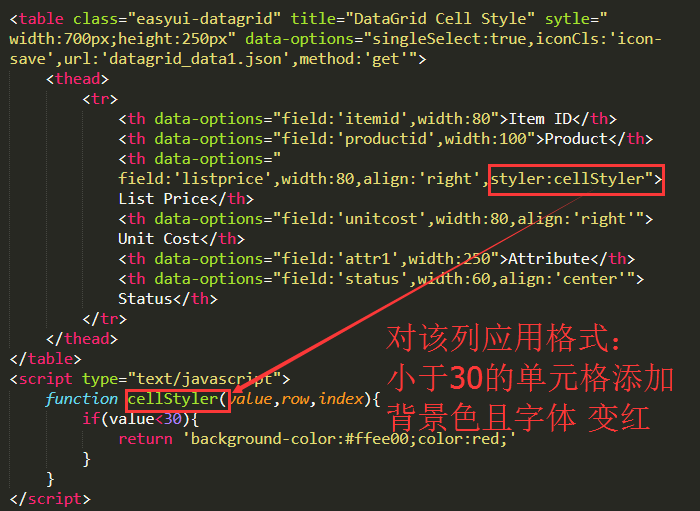 <table class="easyui-datagrid" title="DataGrid Cell Style" sytle="
width:700px;height:250px" data-options="singleSelect:true,iconCls:'icon-
save',url:'datagrid_data1.json',method:'get'">
<thead>
<tr>
<th data-options="field:'itemid',width:80">Item ID</th>
<th data-options="field:'productid',width:100">Product</th>
<th data-options="
field:'listprice',width:80,align:'right',styler:cellStyler">
List Price</th>
<th data-options="field:'unitcost',width:80,align:'right'">
Unit Cost</th>
<th data-options="field:'attr1',width:250">Attribute</th>
<th data-options="field:'status',width:60,align:'center'">
Status</th>
</tr>
</thead>
</table>
<script type="text/javascript">
function cellStyler(value,row,index){
if(value<30){
return 'background-color:#ffee00;color:red;'
}
}
</script>
对该列应用格式：
小于30的单元格添加
背景色且字体 变红